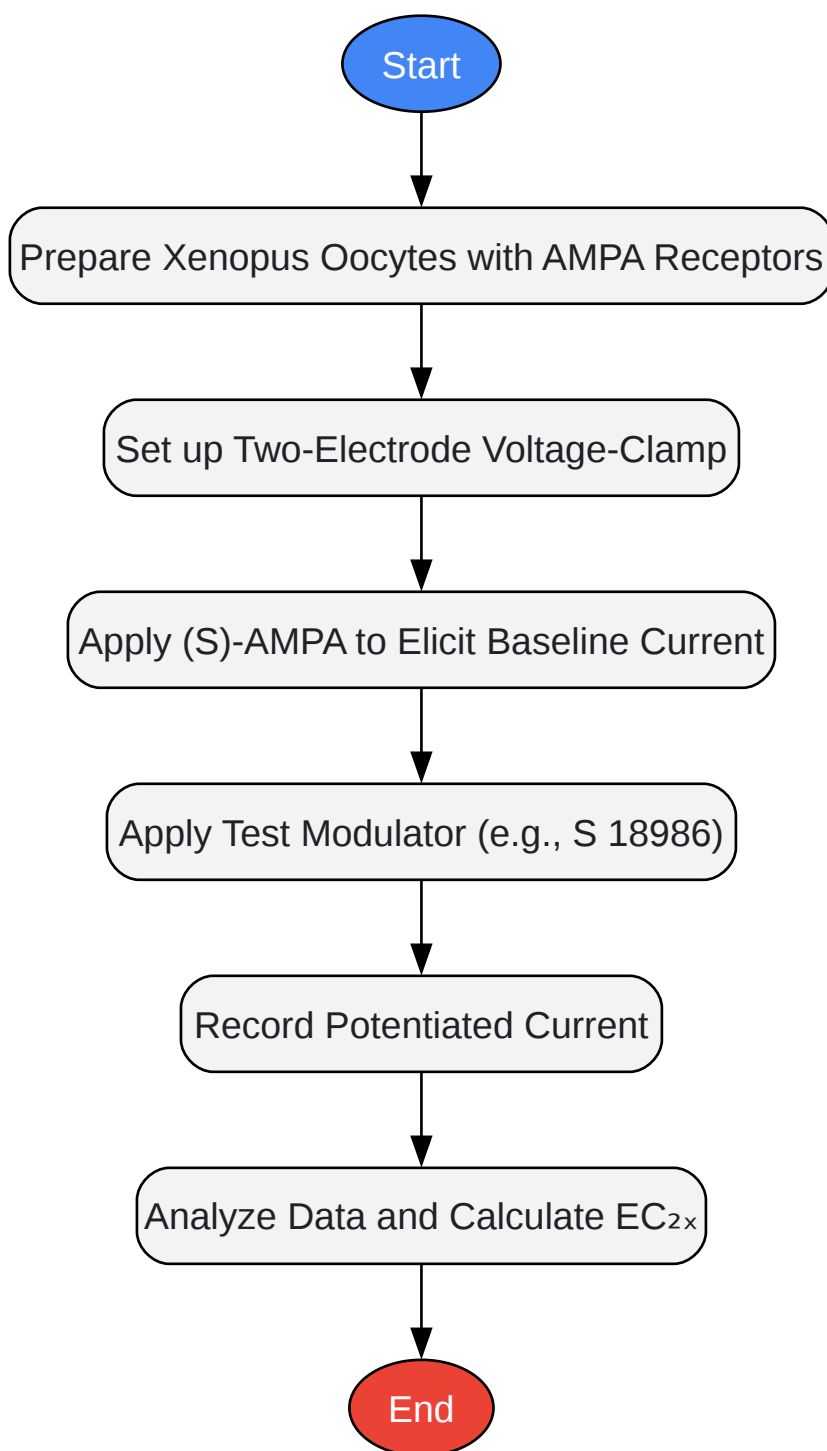 Start
Prepare Xenopus Oocytes with AMPA Receptors
Set up Two-Electrode Voltage-Clamp
Apply (S)-AMPA to Elicit Baseline Current
Apply Test Modulator (e.g., S 18986)
Record Potentiated Current
Analyze Data and Calculate EC₂ₓ
End